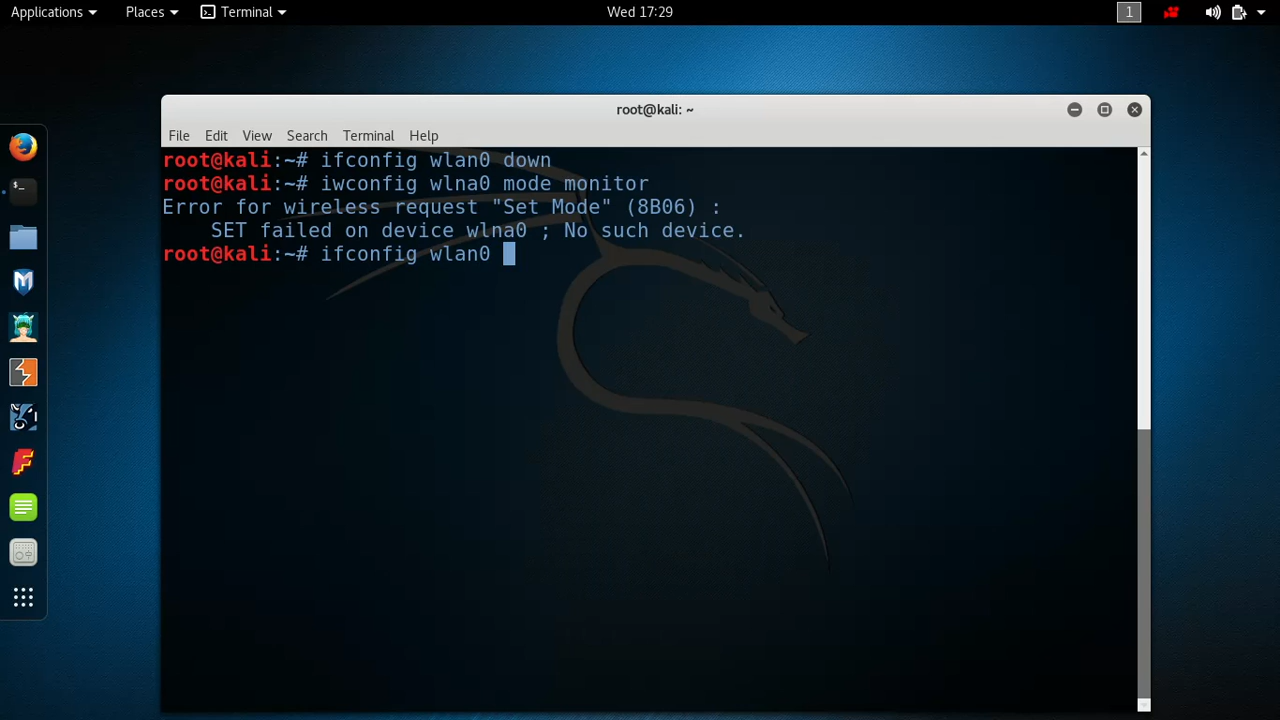 Applications Places Terminal Wed 17:29 1
root@kali: ~
File Edit View Search Terminal Help
root@kali:~# ifconfig wlan0 down
root@kali:~# iwconfig wlna0 mode monitor
Error for wireless request "Set Mode" (8B06) :
    SET failed on device wlna0 ; No such device.
root@kali:~# ifconfig wlan0